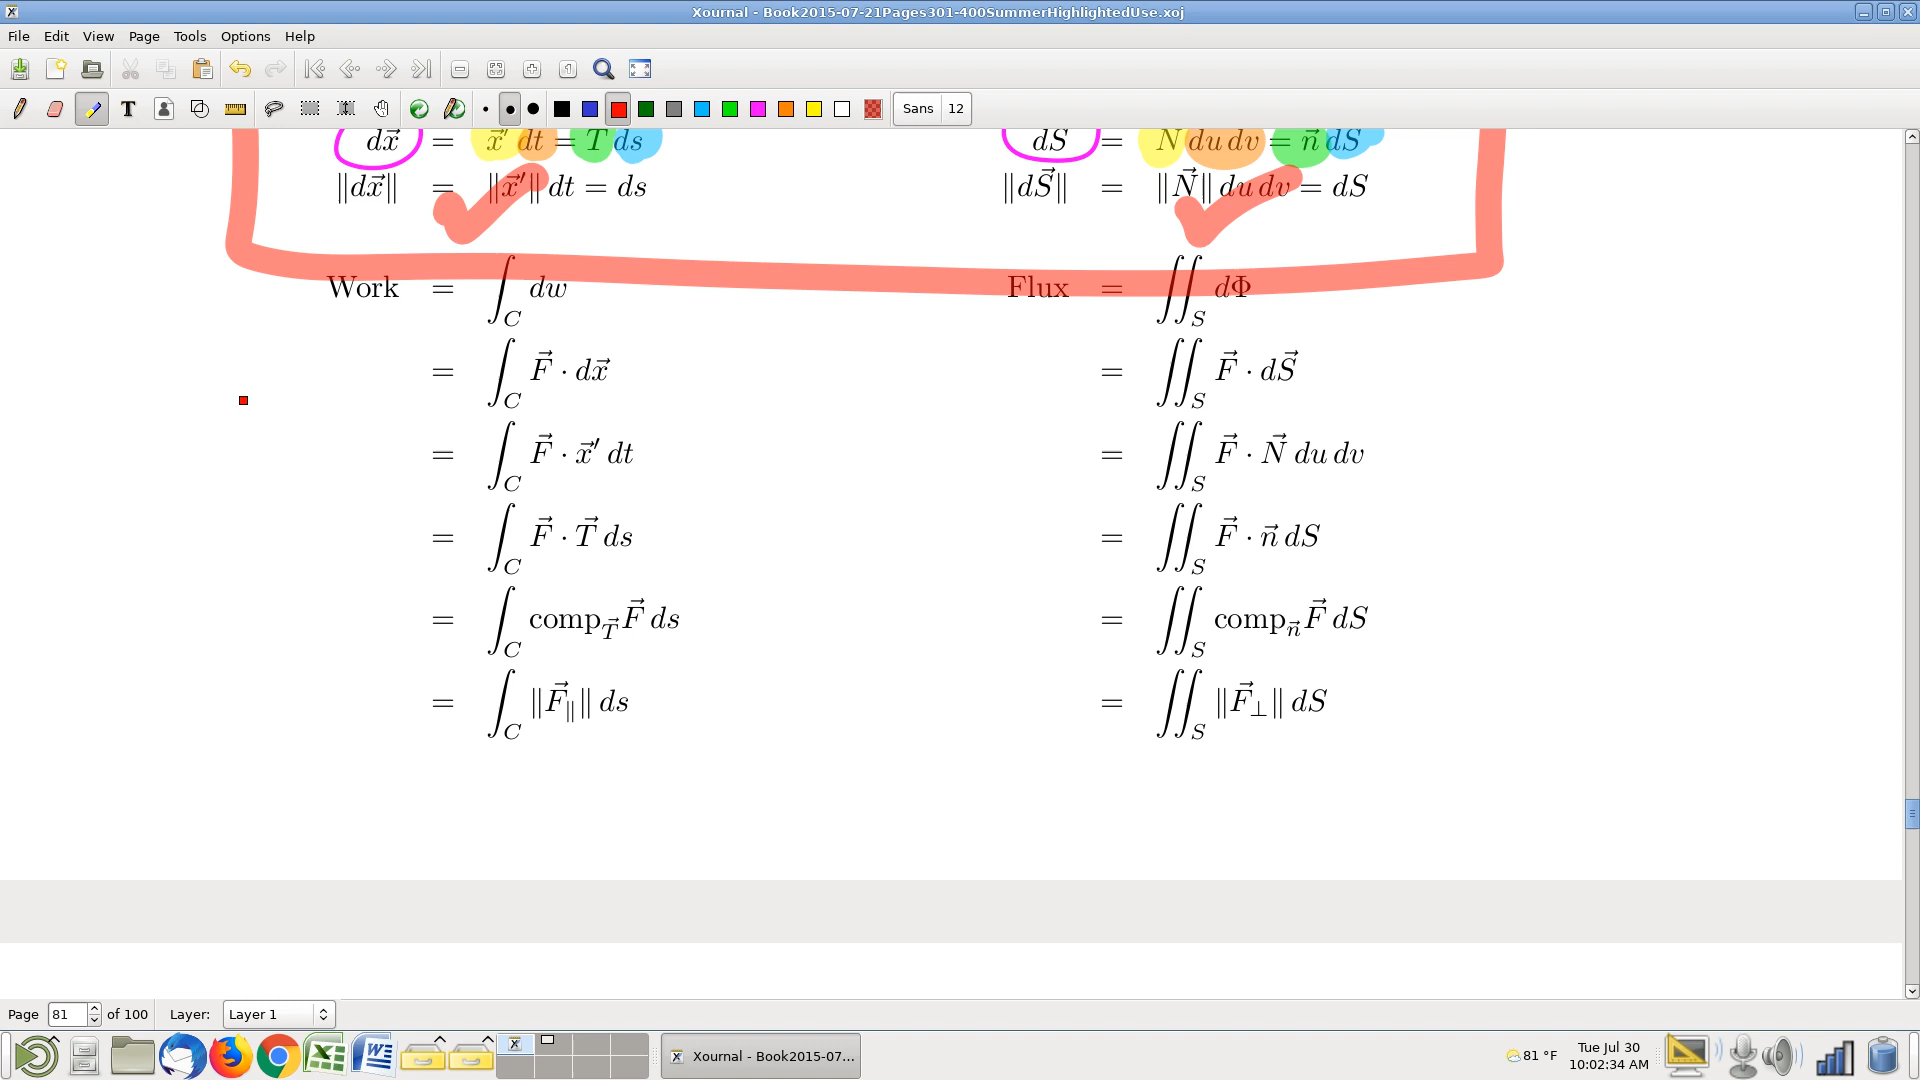 Xournal - Book2015-07-21Pages301-400SummerHighlightedUse.xoj
File Edit View Page Tools Options Help
Sans 12
dx⃗ = x⃗′ dt = T⃗ ds
dS⃗ = N⃗ du dv = n⃗ dS
‖dx⃗‖ = ‖x⃗′‖ dt = ds
‖dS⃗‖ = ‖N⃗‖ du dv = dS
Work = ∫_C dw
Flux = ∬_S dΦ
= ∫_C F⃗ · dx⃗
= ∬_S F⃗ · dS⃗
= ∫_C F⃗ · x⃗′ dt
= ∬_S F⃗ · N⃗ du dv
= ∫_C F⃗ · T⃗ ds
= ∬_S F⃗ · n⃗ dS
= ∫_C comp_T⃗ F⃗ ds
= ∬_S comp_n⃗ F⃗ dS
= ∫_C ‖F⃗_∥‖ ds
= ∬_S ‖F⃗_⊥‖ dS
Page 81 of 100 Layer: Layer 1
Xournal - Book2015-07...
81 °F
Tue Jul 30
10:02:34 AM